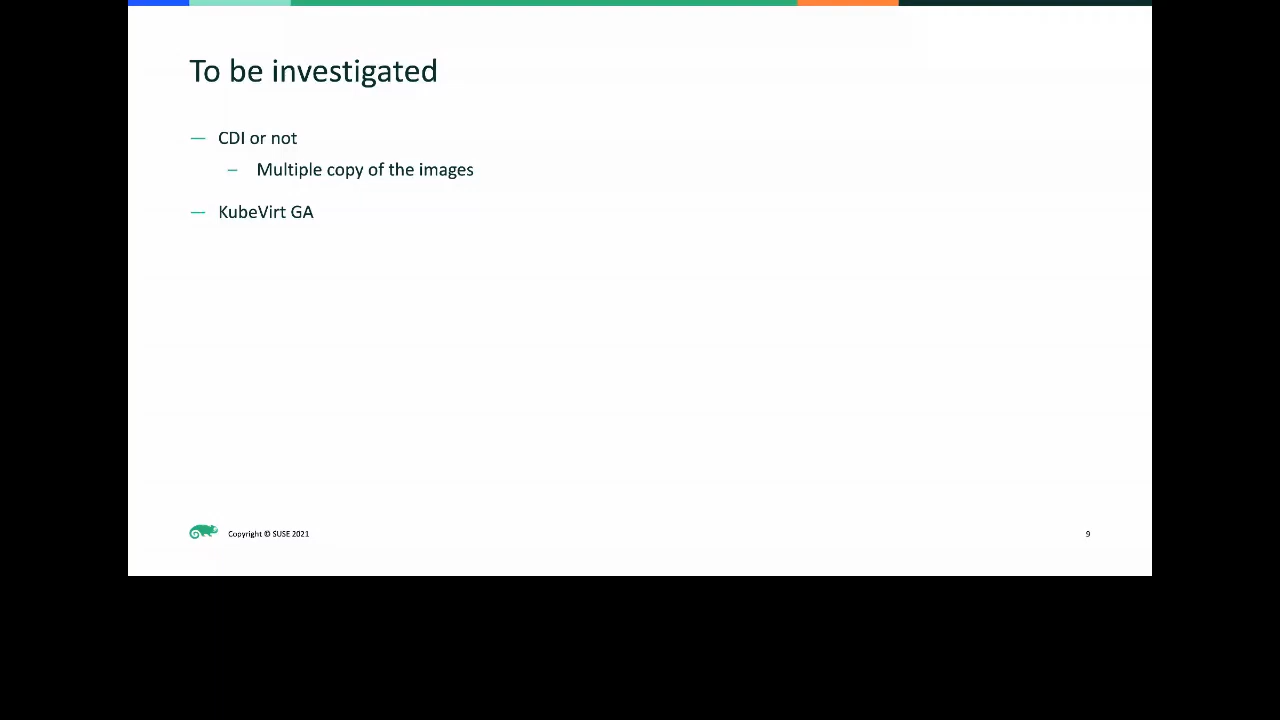 To be investigated
— CDI or not
– Multiple copy of the images
— KubeVirt GA
Copyright © SUSE 2021
9